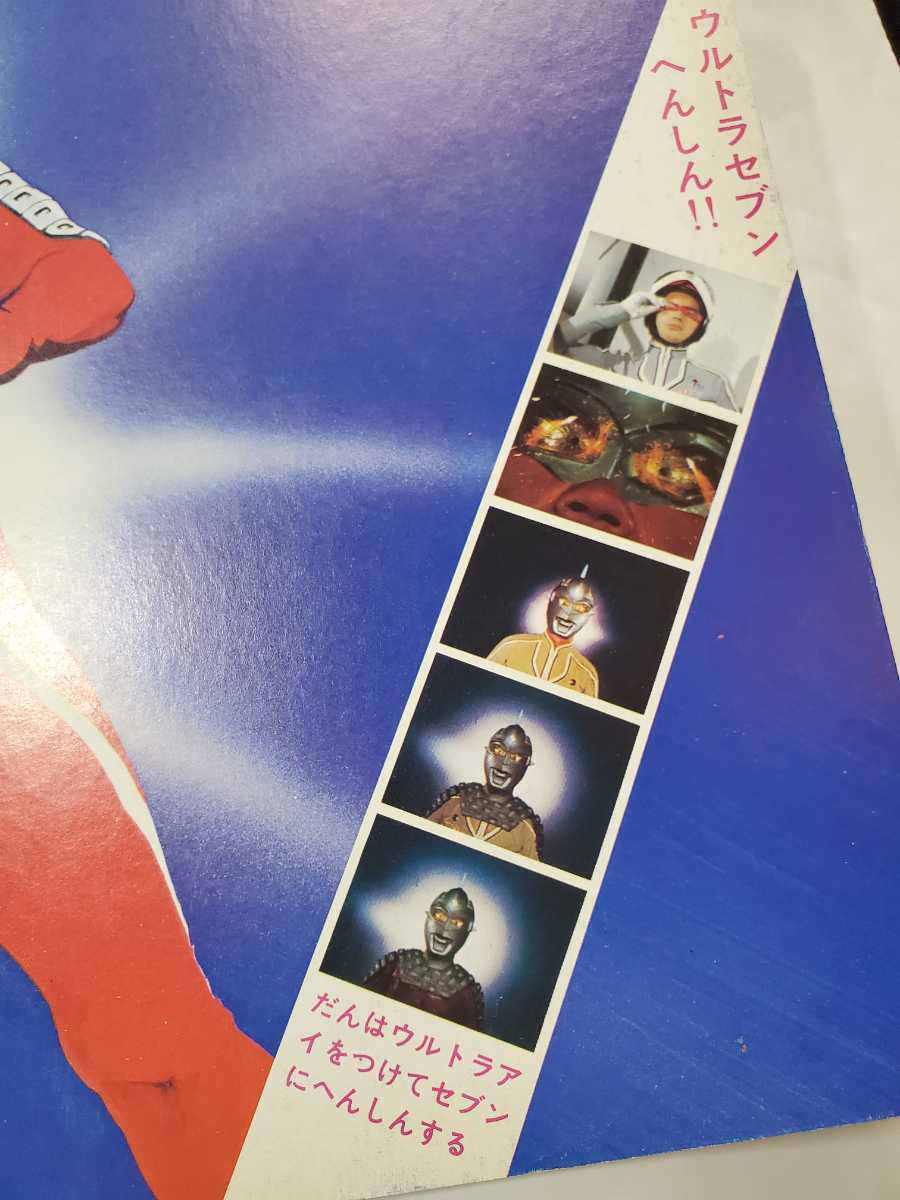 ウルトラセブン
へんしん!!
だんはウルトラア
イをつけてセブン
にへんしんする